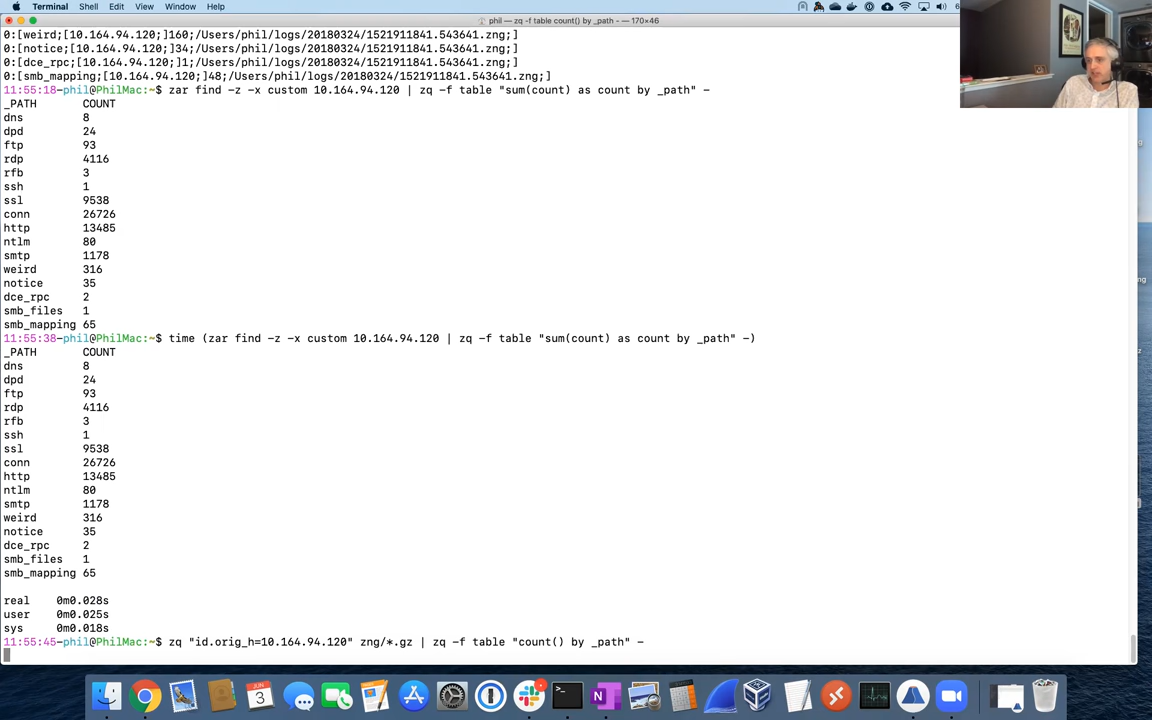 Terminal Shell Edit View Window Help
phil — zq -f table count() by _path - — 170×46
0:[weird;[10.164.94.120;]160;/Users/phil/logs/20180324/1521911841.543641.zng;]
0:[notice;[10.164.94.120;]34;/Users/phil/logs/20180324/1521911841.543641.zng;]
0:[dce_rpc;[10.164.94.120;]1;/Users/phil/logs/20180324/1521911841.543641.zng;]
0:[smb_mapping;[10.164.94.120;]48;/Users/phil/logs/20180324/1521911841.543641.zng;]
11:55:18-phil@PhilMac:~$ zar find -z -x custom 10.164.94.120 | zq -f table "sum(count) as count by _path" -
_PATH COUNT
dns 8
dpd 24
ftp 93
rdp 4116
rfb 3
ssh 1
ssl 9538
conn 26726
http 13485
ntlm 80
smtp 1178
weird 316
notice 35
dce_rpc 2
smb_files 1
smb_mapping 65
11:55:38-phil@PhilMac:~$ time (zar find -z -x custom 10.164.94.120 | zq -f table "sum(count) as count by _path" -)
_PATH COUNT
dns 8
dpd 24
ftp 93
rdp 4116
rfb 3
ssh 1
ssl 9538
conn 26726
http 13485
ntlm 80
smtp 1178
weird 316
notice 35
dce_rpc 2
smb_files 1
smb_mapping 65
real 0m0.028s
user 0m0.025s
sys 0m0.018s
11:55:45-phil@PhilMac:~$ zq "id.orig_h=10.164.94.120" zng/*.gz | zq -f table "count() by _path" -
JUN
3